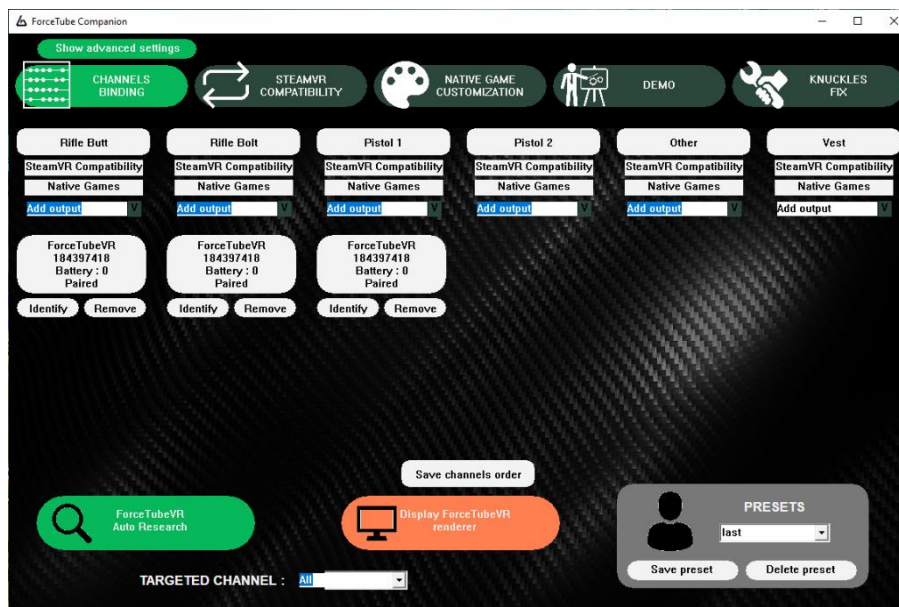 ForceTube Companion
Show advanced settings
CHANNELS
BINDING
STEAMVR
COMPATIBILITY
NATIVE GAME
CUSTOMIZATION
DEMO
KNUCKLES
FIX
Rifle Butt
Rifle Bolt
Pistol 1
Pistol 2
Other
Vest
SteamVR Compatibility
SteamVR Compatibility
SteamVR Compatibility
SteamVR Compatibility
SteamVR Compatibility
SteamVR Compatibility
Native Games
Native Games
Native Games
Native Games
Native Games
Native Games
Add output V
Add output V
Add output V
Add output V
Add output V
Add output V
ForceTubeVR
184397418
Battery : 0
Paired
ForceTubeVR
184397418
Battery : 0
Paired
ForceTubeVR
184397418
Battery : 0
Paired
Identify Remove
Identify Remove
Identify Remove
Save channels order
ForceTubeVR
Auto Research
Display ForceTubeVR
renderer
PRESETS
last
Save preset Delete preset
TARGETED CHANNEL : All